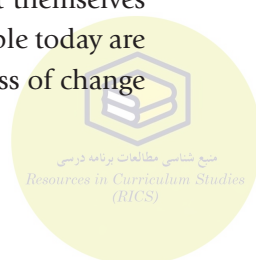 themselves
ple today are
ss of change
منبع شناسی مطالعات برنامه درسی
Resources in Curriculum Studies
(RICS)